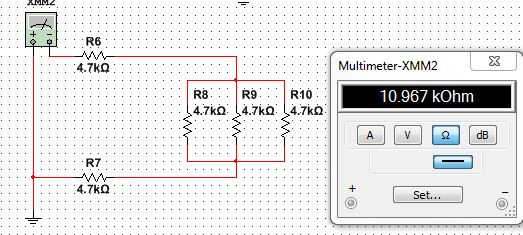 XMM2
R6
4.7kΩ
R8
4.7kΩ
R9
4.7kΩ
R10
4.7kΩ
R7
4.7kΩ
Multimeter-XMM2
10.967 kOhm
A
V
Ω
dB
Set...
+
−